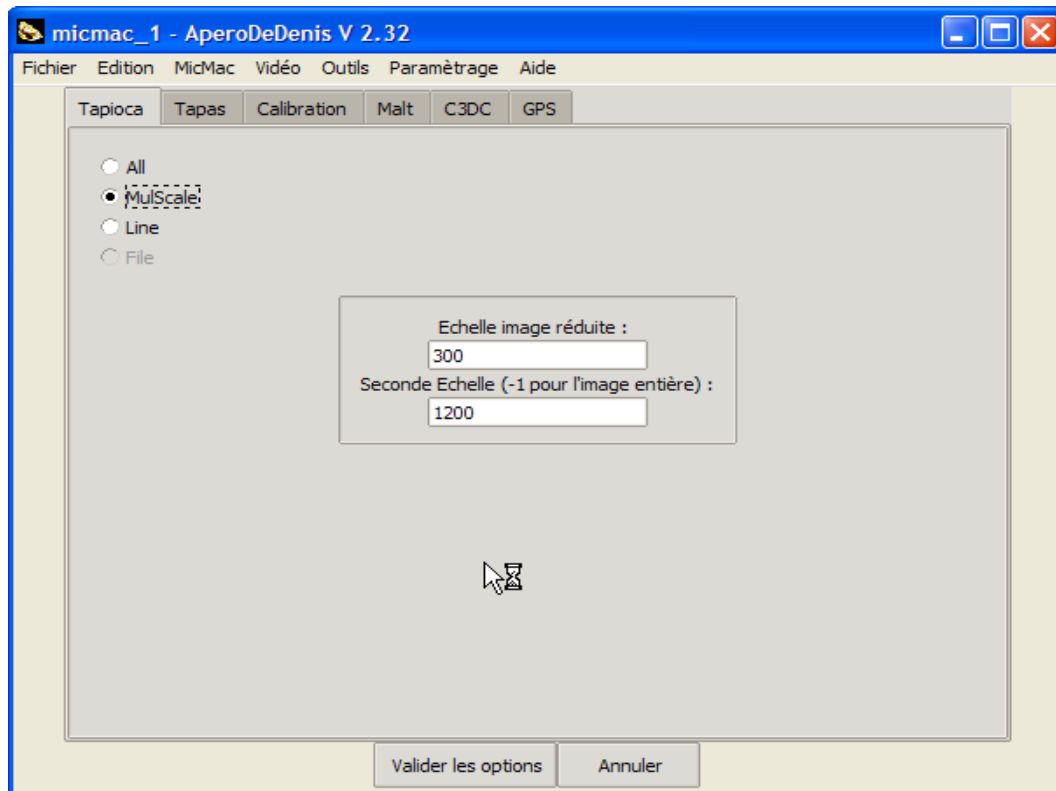 micmac_1 - AperoDeDenis V 2.32
Fichier Edition MicMac Vidéo Outils Paramètrage Aide
Tapioca Tapas Calibration Malt C3DC GPS
All
MulScale
Line
File
Echelle image réduite :
300
Seconde Echelle (-1 pour l'image entière) :
1200
Valider les options Annuler